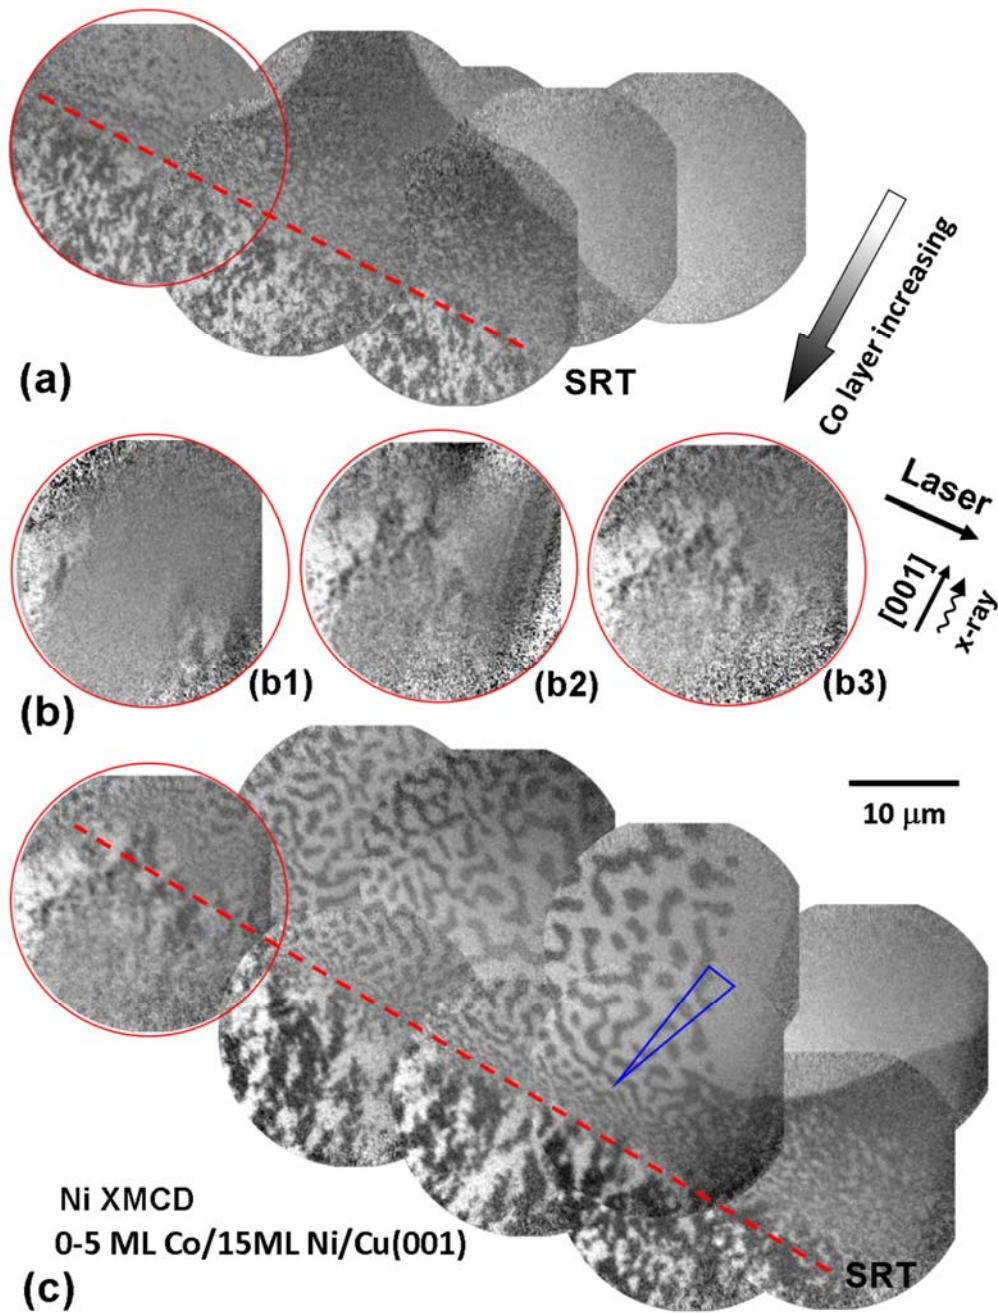 (a)
SRT
Co layer increasing
(b1)
(b2)
(b3)
(b)
Laser
[001]
x-ray
10 μm
Ni XMCD
0-5 ML Co/15ML Ni/Cu(001)
SRT
(c)